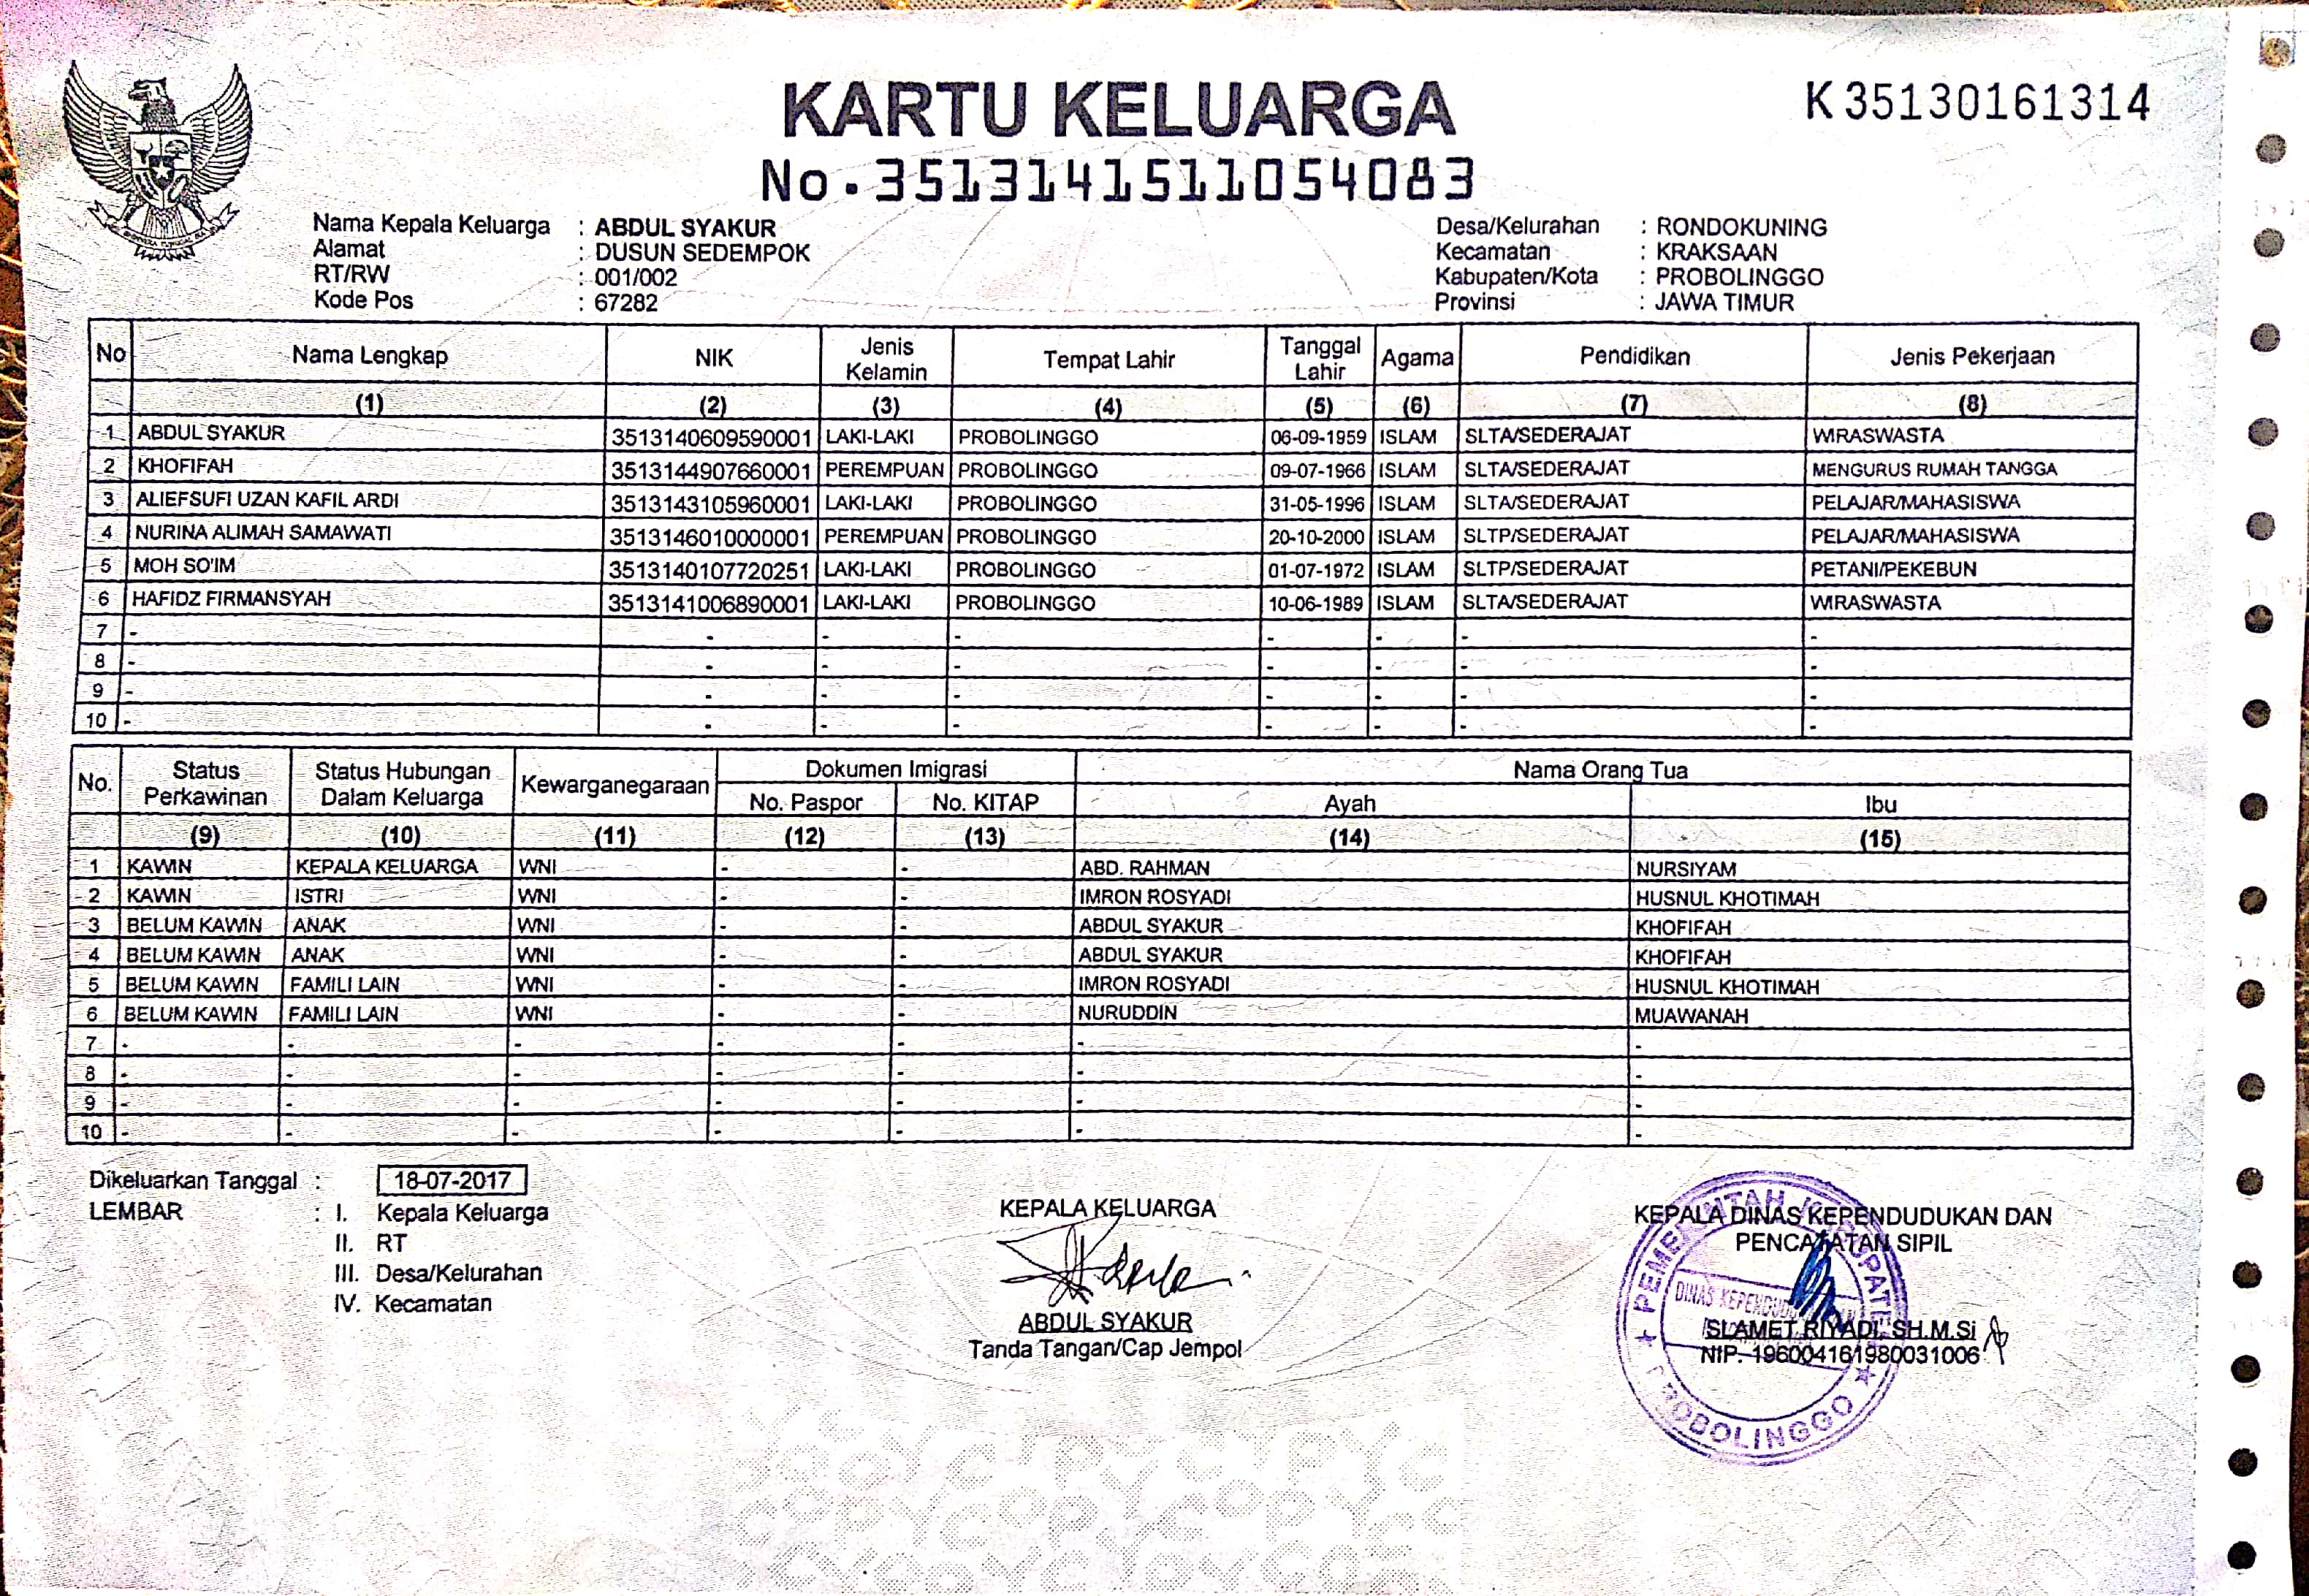 KARTU KELUARGA
K 35130161314
No. 3513141511054083
Nama Kepala Keluarga : ABDUL SYAKUR
Alamat : DUSUN SEDEMPOK
RT/RW : 001/002
Kode Pos : 67282
Desa/Kelurahan : RONDOKUNING
Kecamatan : KRAKSAAN
Kabupaten/Kota : PROBOLINGGO
Provinsi : JAWA TIMUR
No Nama Lengkap NIK Jenis Kelamin Tempat Lahir Tanggal Lahir Agama Pendidikan Jenis Pekerjaan
(1) (2) (3) (4) (5) (6) (7) (8)
1 ABDUL SYAKUR 3513140609590001 LAKI-LAKI PROBOLINGGO 06-09-1959 ISLAM SLTA/SEDERAJAT WIRASWASTA
2 KHOFIFAH 3513144907660001 PEREMPUAN PROBOLINGGO 09-07-1966 ISLAM SLTA/SEDERAJAT MENGURUS RUMAH TANGGA
3 ALIEFSUFI UZAN KAFIL ARDI 3513143105960001 LAKI-LAKI PROBOLINGGO 31-05-1996 ISLAM SLTA/SEDERAJAT PELAJAR/MAHASISWA
4 NURINA ALIMAH SAMAWATI 3513146010000001 PEREMPUAN PROBOLINGGO 20-10-2000 ISLAM SLTP/SEDERAJAT PELAJAR/MAHASISWA
5 MOH SO'IM 3513140107720251 LAKI-LAKI PROBOLINGGO 01-07-1972 ISLAM SLTP/SEDERAJAT PETANI/PEKEBUN
6 HAFIDZ FIRMANSYAH 3513141006890001 LAKI-LAKI PROBOLINGGO 10-06-1989 ISLAM SLTA/SEDERAJAT WIRASWASTA
7 - - - - - - - -
8 - - - - - - - -
9 - - - - - - - -
10 - - - - - - - -
No. Status Perkawinan Status Hubungan Dalam Keluarga Kewarganegaraan Dokumen Imigrasi Nama Orang Tua
No. Paspor No. KITAP Ayah Ibu
(9) (10) (11) (12) (13) (14) (15)
1 KAWIN KEPALA KELUARGA WNI - - ABD. RAHMAN NURSIYAM
2 KAWIN ISTRI WNI - - IMRON ROSYADI HUSNUL KHOTIMAH
3 BELUM KAWIN ANAK WNI - - ABDUL SYAKUR KHOFIFAH
4 BELUM KAWIN ANAK WNI - - ABDUL SYAKUR KHOFIFAH
5 BELUM KAWIN FAMILI LAIN WNI - - IMRON ROSYADI HUSNUL KHOTIMAH
6 BELUM KAWIN FAMILI LAIN WNI - - NURUDDIN MUAWANAH
7 - - - - - - -
8 - - - - - - -
9 - - - - - - -
10 - - - - - - -
Dikeluarkan Tanggal : 18-07-2017
LEMBAR : I. Kepala Keluarga
II. RT
III. Desa/Kelurahan
IV. Kecamatan
KEPALA KELUARGA
ABDUL SYAKUR
Tanda Tangan/Cap Jempol
KEPALA DINAS KEPENDUDUKAN DAN
PENCATATAN SIPIL
SLAMET RIYADI, SH.M.Si
NIP. 196004161980031006
PROBOLINGGO
COPY COPY COPY